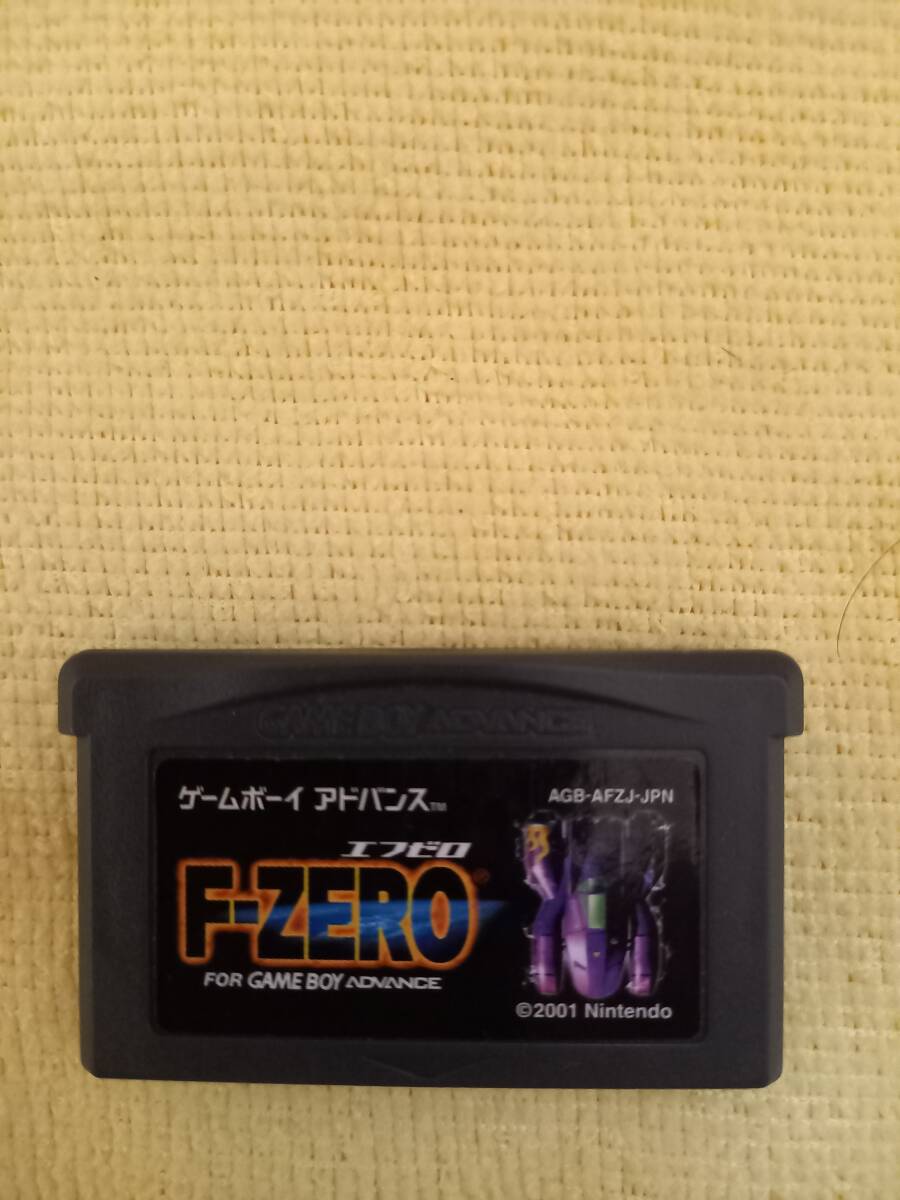 GAME BOY ADVANCE
ゲームボーイ アドバンス™
AGB-AFZJ-JPN
エフゼロ
F-ZERO®
FOR GAME BOY ADVANCE
©2001 Nintendo